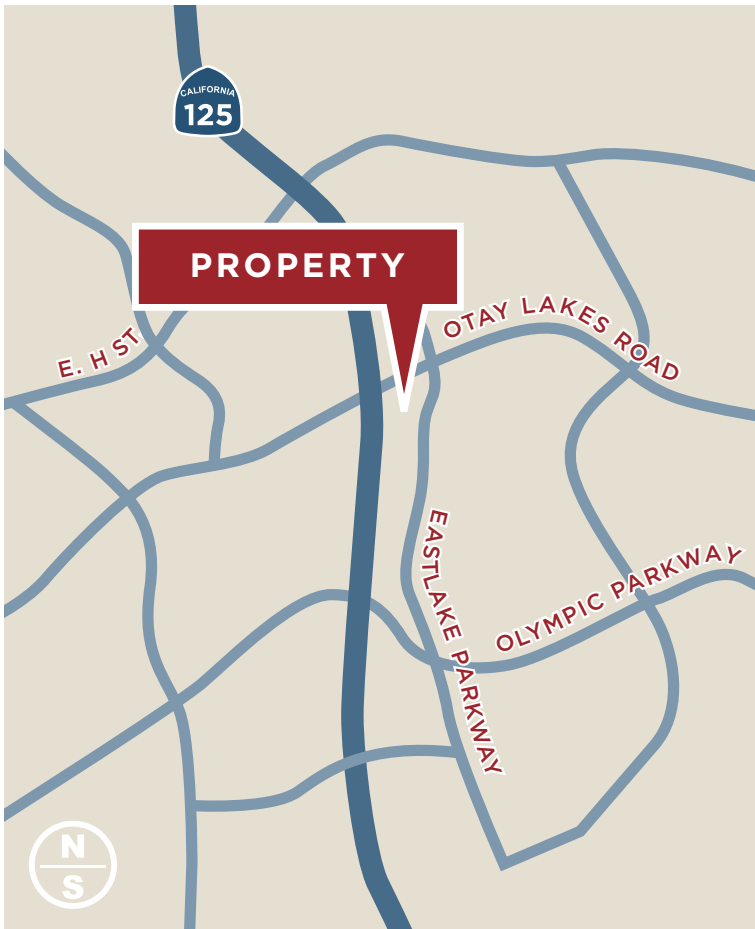 CALIFORNIA
125
PROPERTY
OTAY LAKES ROAD
E. H ST
EASTLAKE PARKWAY
OLYMPIC PARKWAY
N
S